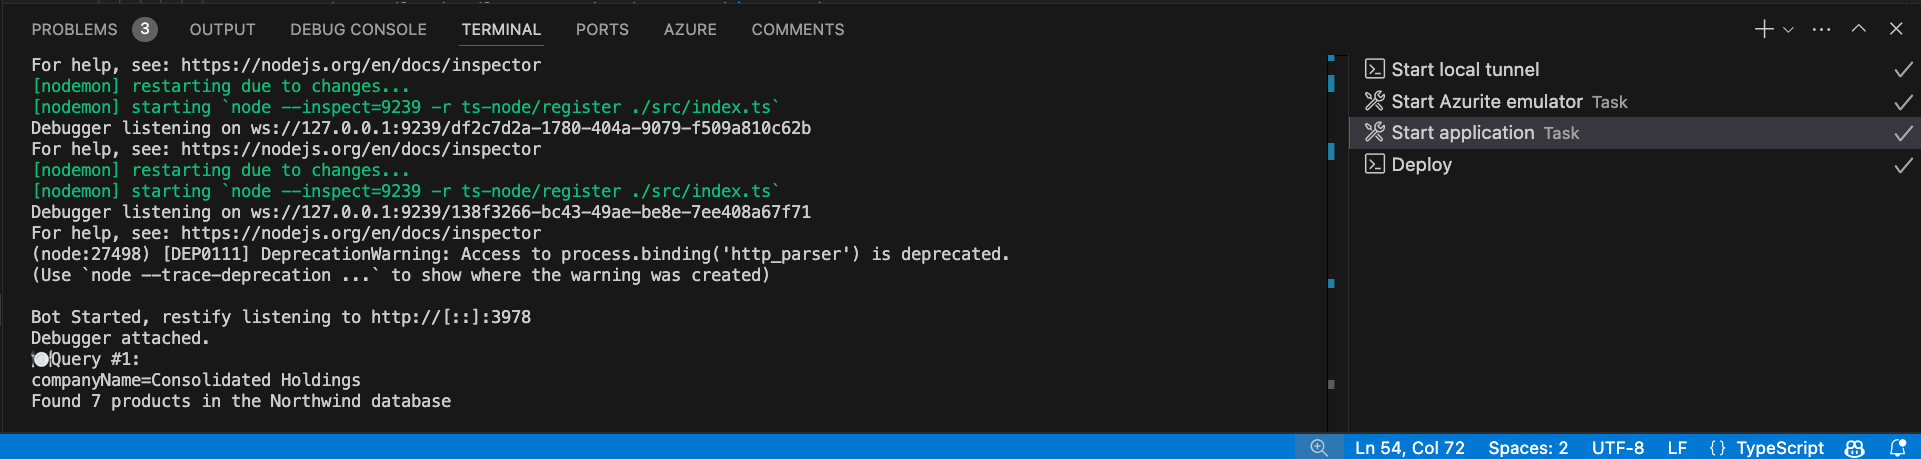 PROBLEMS 3 OUTPUT DEBUG CONSOLE TERMINAL PORTS AZURE COMMENTS
For help, see: https://nodejs.org/en/docs/inspector
[nodemon] restarting due to changes...
[nodemon] starting `node --inspect=9239 -r ts-node/register ./src/index.ts`
Debugger listening on ws://127.0.0.1:9239/df2c7d2a-1780-404a-9079-f509a810c62b
For help, see: https://nodejs.org/en/docs/inspector
[nodemon] restarting due to changes...
[nodemon] starting `node --inspect=9239 -r ts-node/register ./src/index.ts`
Debugger listening on ws://127.0.0.1:9239/138f3266-bc43-49ae-be8e-7ee408a67f71
For help, see: https://nodejs.org/en/docs/inspector
(node:27498) [DEP0111] DeprecationWarning: Access to process.binding('http_parser') is deprecated.
(Use `node --trace-deprecation ...` to show where the warning was created)
Bot Started, restify listening to http://[::]:3978
Debugger attached.
🍽️Query #1:
companyName=Consolidated Holdings
Found 7 products in the Northwind database
Start local tunnel
Start Azurite emulator Task
Start application Task
Deploy
Ln 54, Col 72 Spaces: 2 UTF-8 LF {} TypeScript